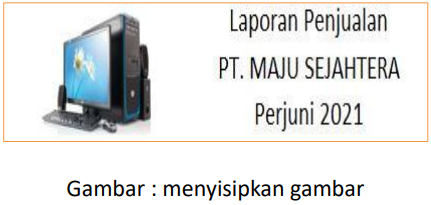 Laporan Penjualan
PT. MAJU SEJAHTERA
Perjuni 2021
Gambar : menyisipkan gambar